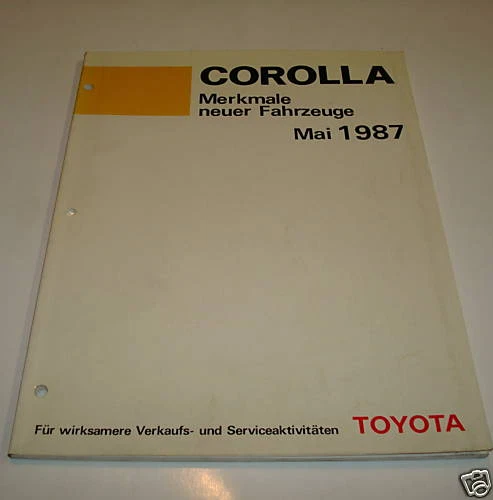 COROLLA
Merkmale
neuer Fahrzeuge
Mai 1987
Für wirksamere Verkaufs- und Serviceaktivitäten TOYOTA